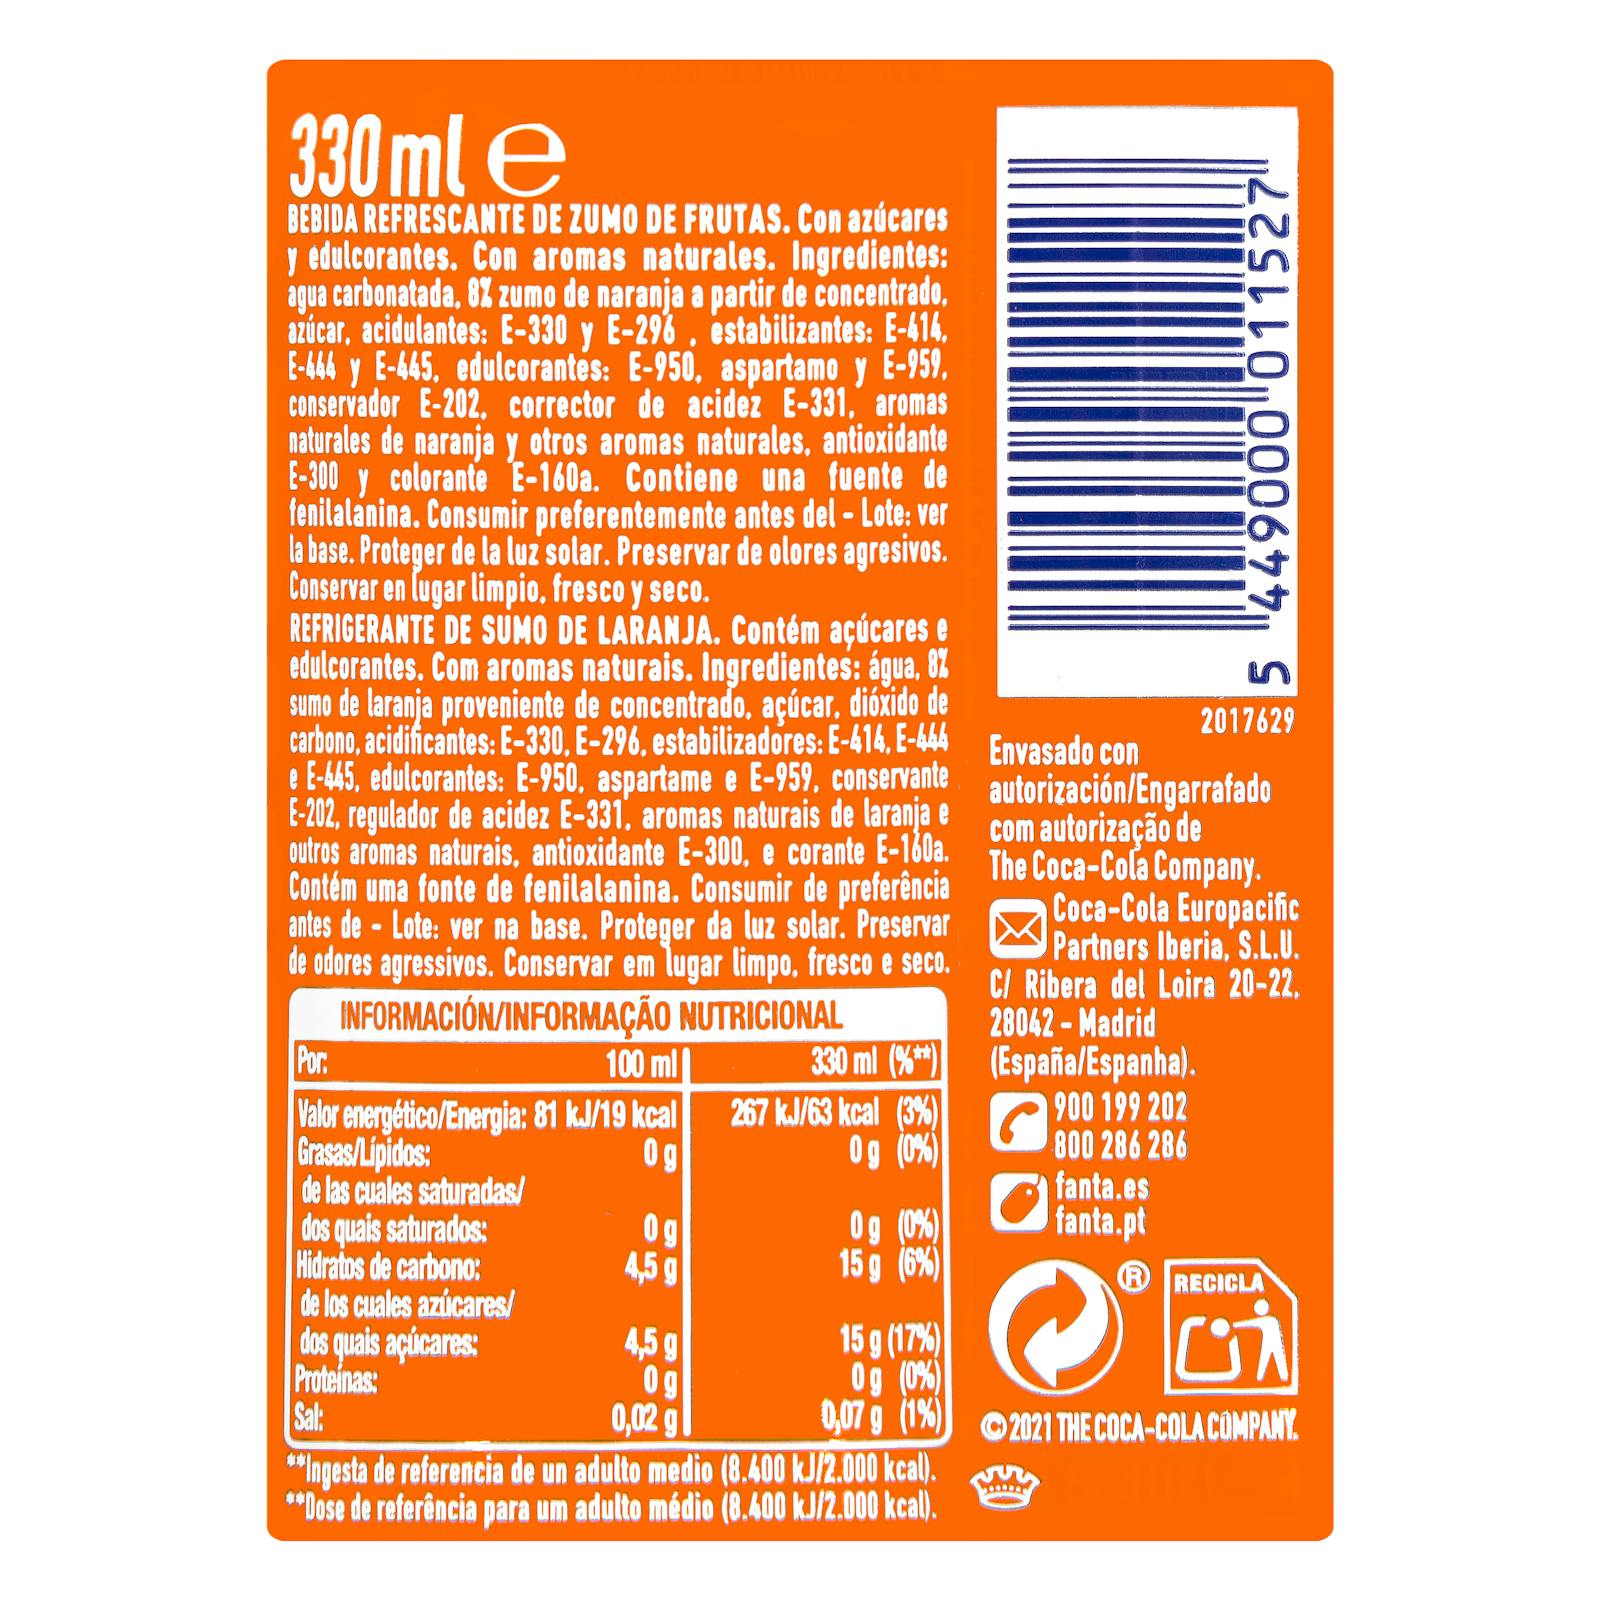 330 ml e
BEBIDA REFRESCANTE DE ZUMO DE FRUTAS. Con azúcares
y edulcorantes. Con aromas naturales. Ingredientes:
agua carbonatada, 8% zumo de naranja a partir de concentrado,
azúcar, acidulantes: E-330 y E-296 , estabilizantes: E-414,
E-444 y E-445, edulcorantes: E-950, aspartamo y E-959,
conservador E-202, corrector de acidez E-331, aromas
naturales de naranja y otros aromas naturales, antioxidante
E-300 y colorante E-160a. Contiene una fuente de
fenilalanina. Consumir preferentemente antes del - Lote: ver
la base. Proteger de la luz solar. Preservar de olores agresivos.
Conservar en lugar limpio, fresco y seco.
REFRIGERANTE DE SUMO DE LARANJA. Contém açúcares e
edulcorantes. Com aromas naturais. Ingredientes: água, 8%
sumo de laranja proveniente de concentrado, açúcar, dióxido de
carbono, acidificantes: E-330, E-296, estabilizadores: E-414, E-444
e E-445, edulcorantes: E-950, aspartame e E-959, conservante
E-202, regulador de acidez E-331, aromas naturais de laranja e
outros aromas naturais, antioxidante E-300, e corante E-160a.
Contém uma fonte de fenilalanina. Consumir de preferência
antes de - Lote: ver na base. Proteger da luz solar. Preservar
de odores agressivos. Conservar em lugar limpo, fresco e seco.
INFORMACIÓN/INFORMAÇÃO NUTRICIONAL
Por: 100 ml 330 ml (%**)
Valor energético/Energia: 81 kJ/19 kcal 267 kJ/63 kcal (3%)
Grasas/Lípidos: 0 g 0 g (0%)
de las cuales saturadas/
dos quais saturados: 0 g 0 g (0%)
Hidratos de carbono: 4,5 g 15 g (6%)
de los cuales azúcares/
dos quais açúcares: 4,5 g 15 g (17%)
Proteínas: 0 g 0 g (0%)
Sal: 0,02 g 0,07 g (1%)
**Ingesta de referencia de un adulto medio (8.400 kJ/2.000 kcal).
**Dose de referência para um adulto médio (8.400 kJ/2.000 kcal).
5 449000 011527
2017629
Envasado con
autorización/Engarrafado
com autorização de
The Coca-Cola Company.
Coca-Cola Europacific
Partners Iberia, S.L.U.
C/ Ribera del Loira 20-22,
28042 - Madrid
(España/Espanha).
900 199 202
800 286 286
fanta.es
fanta.pt
®
RECICLA
© 2021 THE COCA-COLA COMPANY.